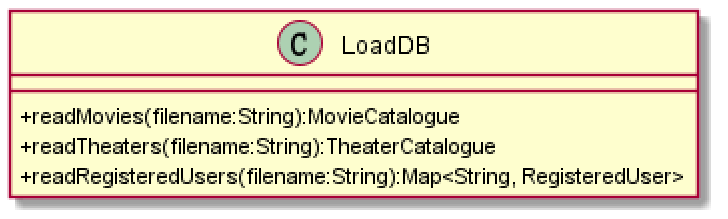 C LoadDB
+readMovies(filename:String):MovieCatalogue
+readTheaters(filename:String):TheaterCatalogue
+readRegisteredUsers(filename:String):Map<String, RegisteredUser>